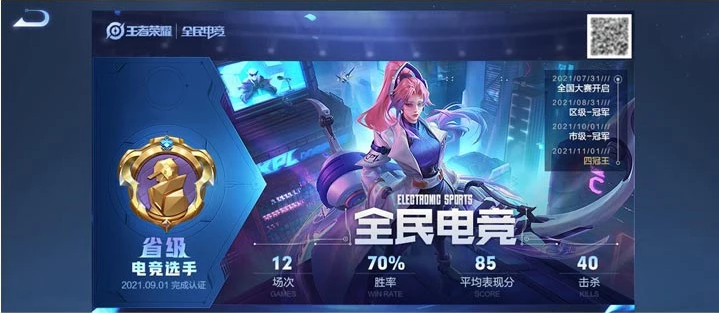 王者荣耀 全民电竞
2021/07/31///
全国大赛开启
2021/08/31///
区级-冠军
2021/10/01///
市级-冠军
2021/11/01///
四冠王
KPL
ELECTRONIC SPORTS
全民电竞
省级
电竞选手
2021.09.01 完成认证
12
场次
GAMES
70%
胜率
WIN RATE
85
平均表现分
SCORE
40
击杀
KILLS